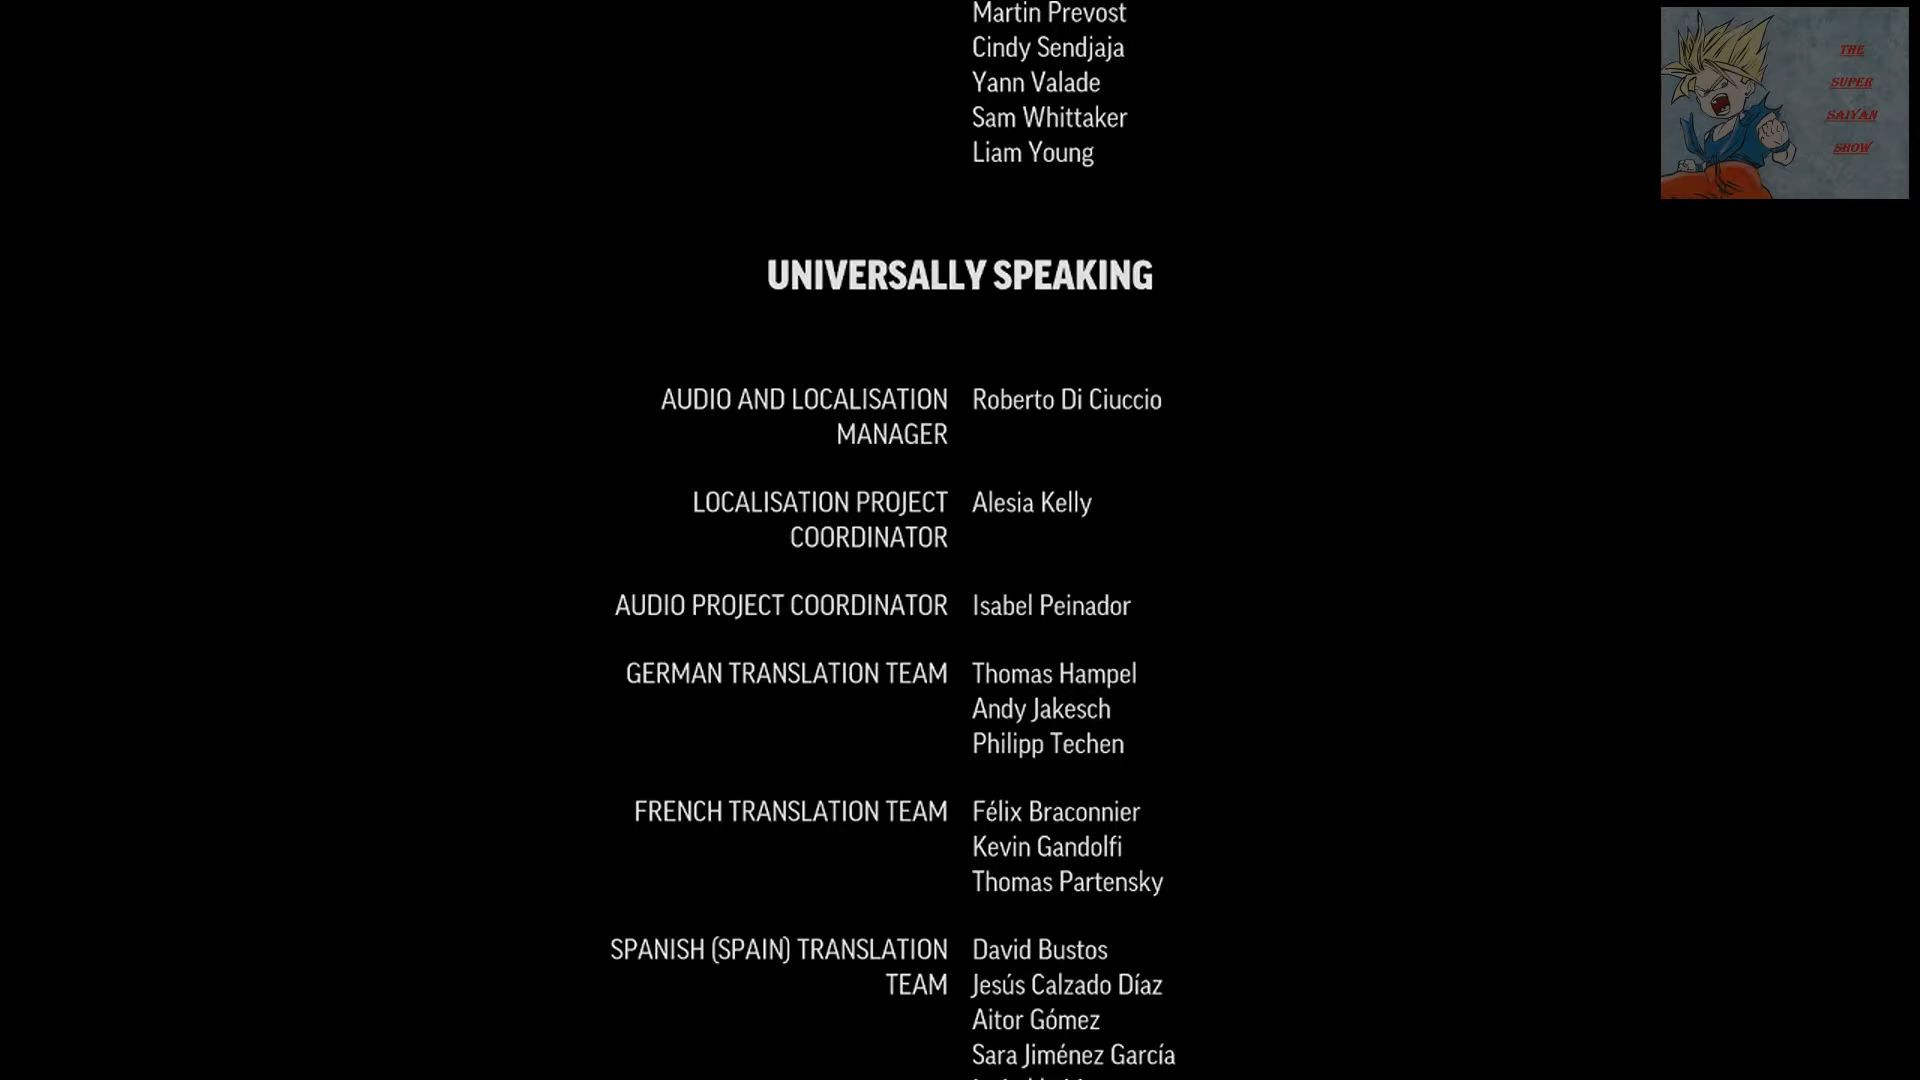 Martin Prevost
Cindy Sendjaja
Yann Valade
Sam Whittaker
Liam Young
THE
SUPER
SAIYAN
SHOW
UNIVERSALLY SPEAKING
AUDIO AND LOCALISATION MANAGER Roberto Di Ciuccio
LOCALISATION PROJECT COORDINATOR Alesia Kelly
AUDIO PROJECT COORDINATOR Isabel Peinador
GERMAN TRANSLATION TEAM Thomas Hampel
Andy Jakesch
Philipp Techen
FRENCH TRANSLATION TEAM Félix Braconnier
Kevin Gandolfi
Thomas Partensky
SPANISH (SPAIN) TRANSLATION TEAM David Bustos
Jesús Calzado Díaz
Aitor Gómez
Sara Jiménez García